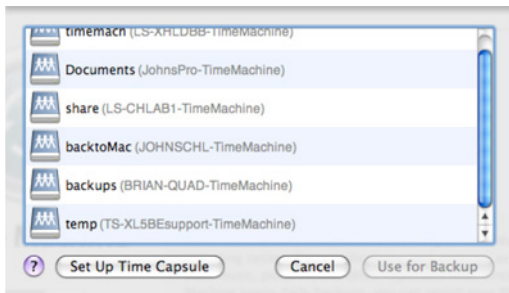 timemach (LS-XHLDBB-TimeMachine)
Documents (JohnsPro-TimeMachine)
share (LS-CHLAB1-TimeMachine)
backtoMac (JOHNSCHL-TimeMachine)
backups (BRIAN-QUAD-TimeMachine)
temp (TS-XL5BEsupport-TimeMachine)
? Set Up Time Capsule Cancel Use for Backup